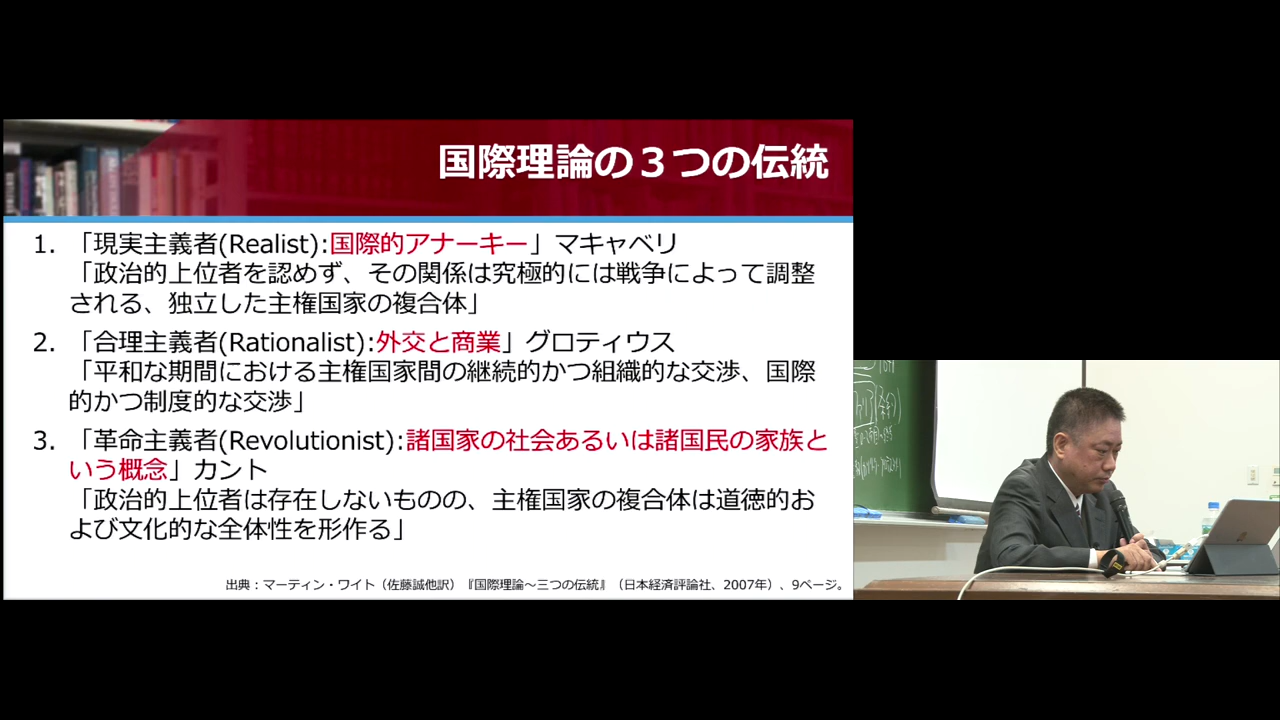 国際理論の３つの伝統
1. 「現実主義者(Realist):国際的アナーキー」マキャベリ
「政治的上位者を認めず、その関係は究極的には戦争によって調整
される、独立した主権国家の複合体」
2. 「合理主義者(Rationalist):外交と商業」グロティウス
「平和な期間における主権国家間の継続的かつ組織的な交渉、国際
的かつ制度的な交渉」
3. 「革命主義者(Revolutionist):諸国家の社会あるいは諸国民の家族と
いう概念」カント
「政治的上位者は存在しないものの、主権国家の複合体は道徳的お
よび文化的な全体性を形作る」
出典：マーティン・ワイト（佐藤誠他訳）『国際理論～三つの伝統』（日本経済評論社、2007年）、9ページ。